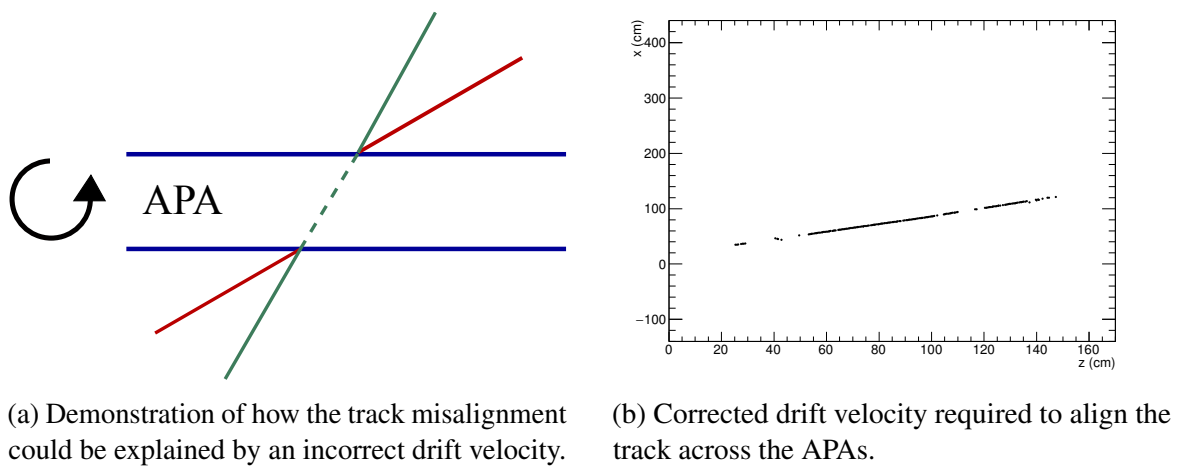 APA
x (cm)
400
300
200
100
0
−100
0 20 40 60 80 100 120 140 160
z (cm)
(a) Demonstration of how the track misalignment
could be explained by an incorrect drift velocity.
(b) Corrected drift velocity required to align the
track across the APAs.